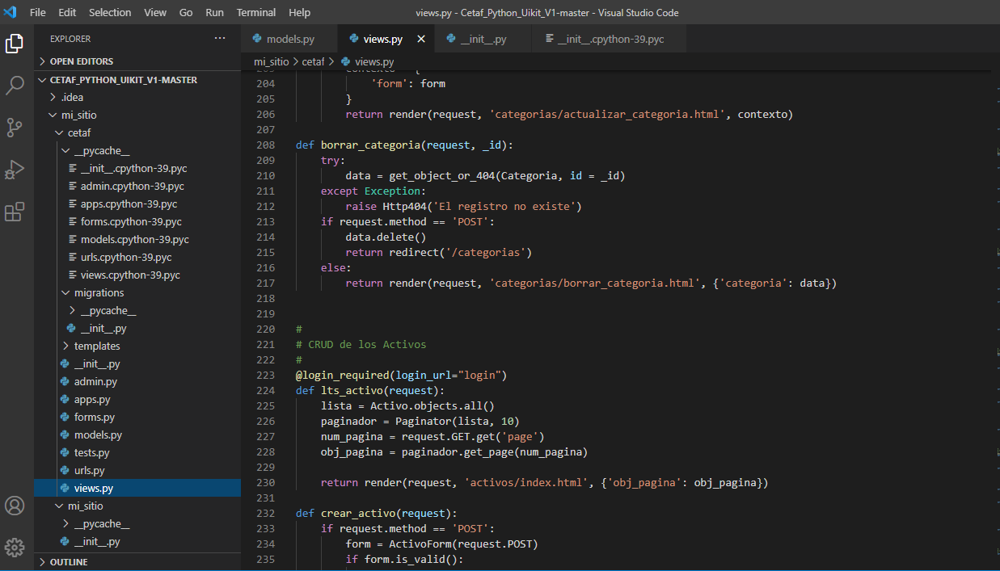 File Edit Selection View Go Run Terminal Help views.py - Cetaf_Python_Uikit_V1-master - Visual Studio Code
EXPLORER ···
OPEN EDITORS
CETAF_PYTHON_UIKIT_V1-MASTER
.idea
mi_sitio
cetaf
__pycache__
__init__.cpython-39.pyc
admin.cpython-39.pyc
apps.cpython-39.pyc
forms.cpython-39.pyc
models.cpython-39.pyc
urls.cpython-39.pyc
views.cpython-39.pyc
migrations
__pycache__
__init__.py
templates
__init__.py
admin.py
apps.py
forms.py
models.py
tests.py
urls.py
views.py
mi_sitio
__pycache__
__init__.py
OUTLINE
models.py views.py × __init__.py __init__.cpython-39.pyc
mi_sitio > cetaf > views.py
204 'form': form
205 }
206 return render(request, 'categorias/actualizar_categoria.html', contexto)
207
208 def borrar_categoria(request, _id):
209 try:
210 data = get_object_or_404(Categoria, id = _id)
211 except Exception:
212 raise Http404('El registro no existe')
213 if request.method == 'POST':
214 data.delete()
215 return redirect('/categorias')
216 else:
217 return render(request, 'categorias/borrar_categoria.html', {'categoria': data})
218
219
220 #
221 # CRUD de los Activos
222 #
223 @login_required(login_url="login")
224 def lts_activo(request):
225 lista = Activo.objects.all()
226 paginador = Paginator(lista, 10)
227 num_pagina = request.GET.get('page')
228 obj_pagina = paginador.get_page(num_pagina)
229
230 return render(request, 'activos/index.html', {'obj_pagina': obj_pagina})
231
232 def crear_activo(request):
233 if request.method == 'POST':
234 form = ActivoForm(request.POST)
235 if form.is_valid():